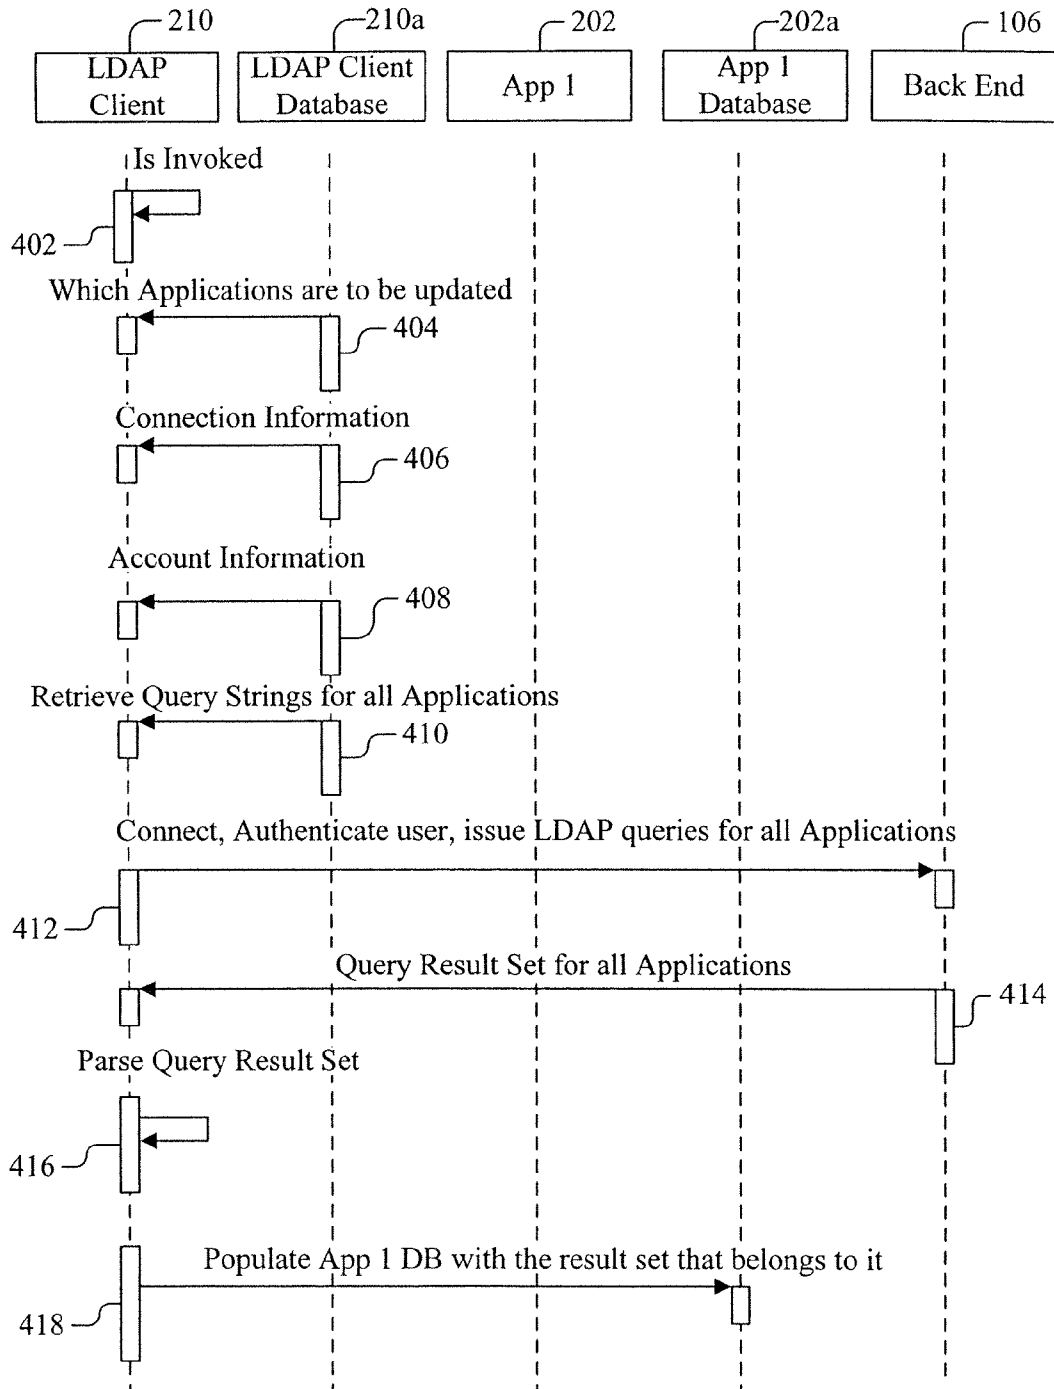 210
210a
202
202a
106
LDAP
Client
LDAP Client
Database
App 1
App 1
Database
Back End
Is Invoked
402
Which Applications are to be updated
404
Connection Information
406
Account Information
408
Retrieve Query Strings for all Applications
410
Connect, Authenticate user, issue LDAP queries for all Applications
412
Query Result Set for all Applications
414
Parse Query Result Set
416
Populate App 1 DB with the result set that belongs to it
418